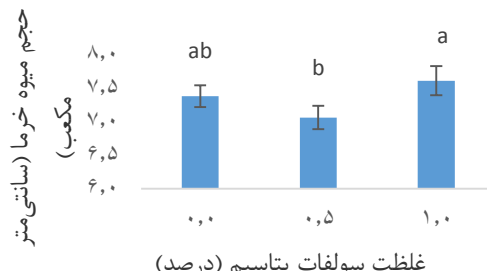 حجم میوه خرما (سانتی‌متر
مکعب)
۸,۰
۷,۵
۷,۰
۶,۵
۶,۰
ab
b
a
۰,۰
۰,۵
۱,۰
غلظت سولفات پتاسیم (درصد)